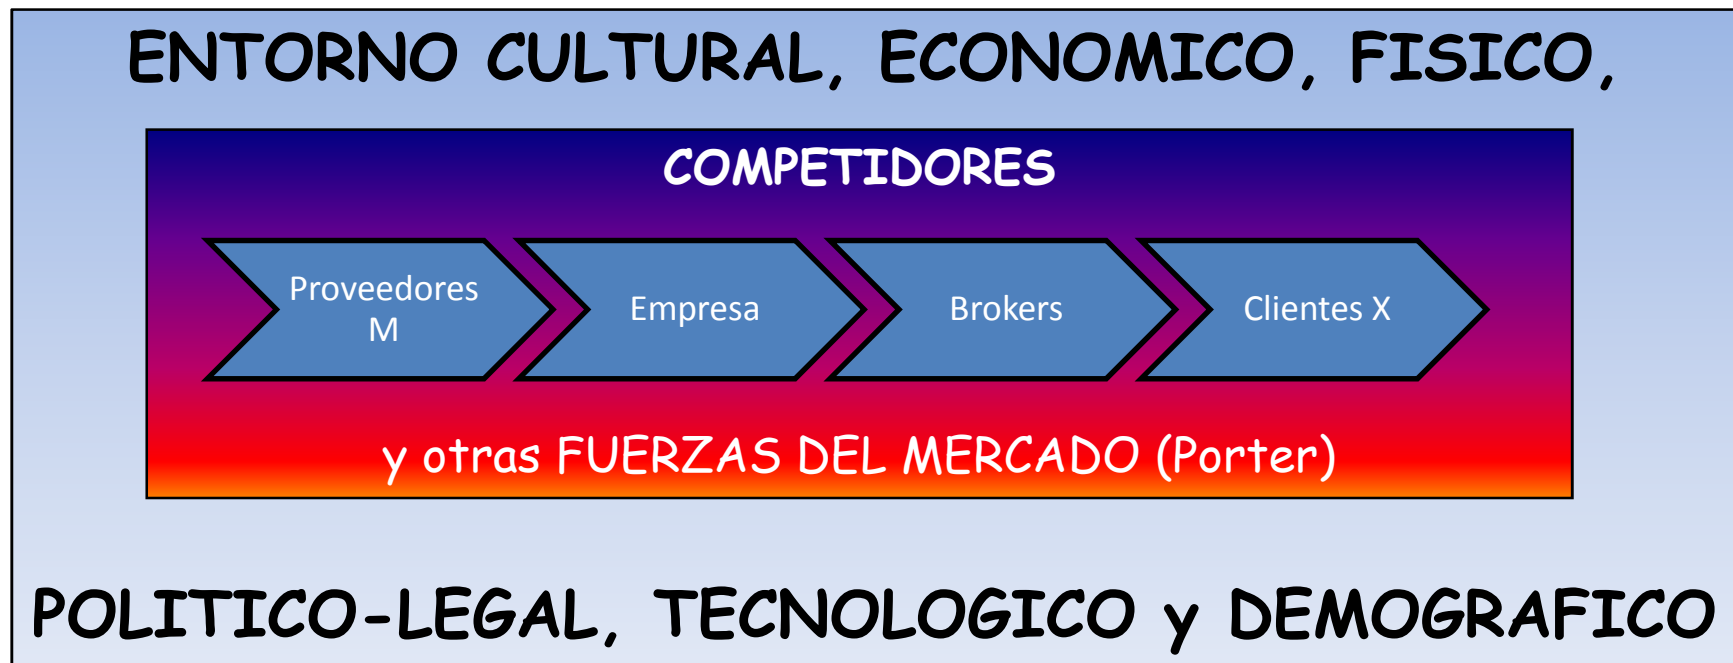 ENTORNO CULTURAL, ECONOMICO, FISICO,
COMPETIDORES
Proveedores
M
Empresa
Brokers
Clientes X
y otras FUERZAS DEL MERCADO (Porter)
POLITICO-LEGAL, TECNOLOGICO y DEMOGRAFICO